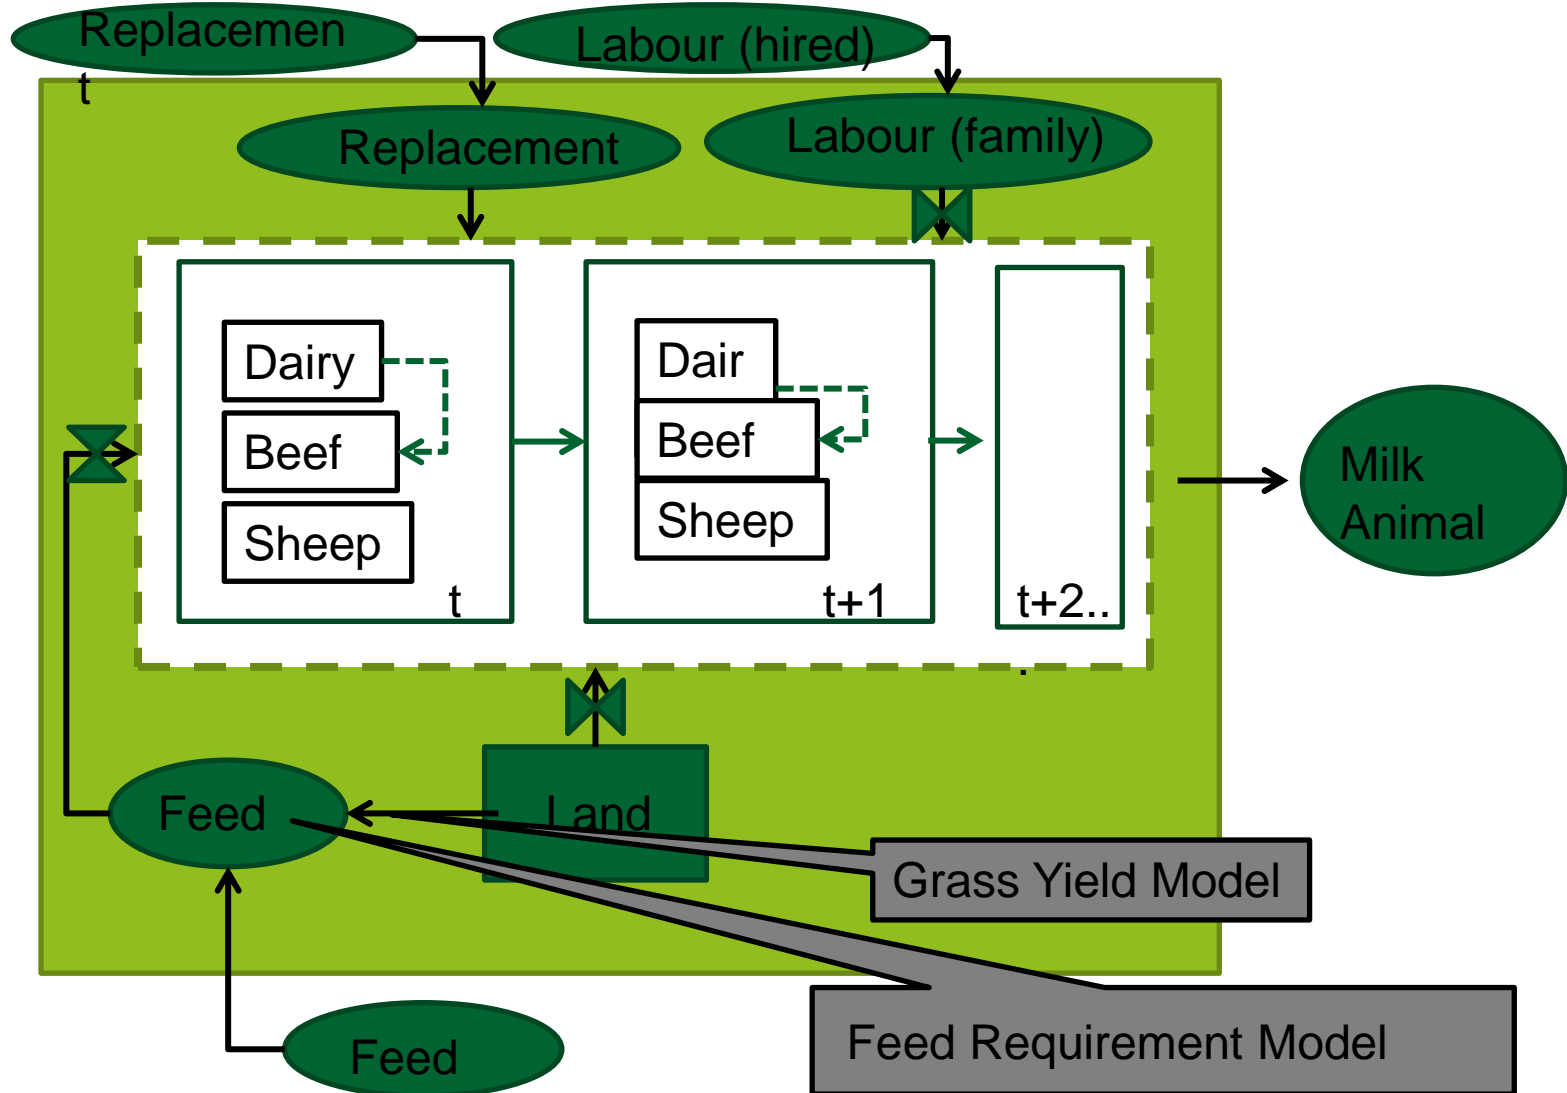 Replacemen
t
Labour (hired)
Replacement
Labour (family)
Dairy
Beef
Sheep
t
Dair
Beef
Sheep
t+1
t+2..
.
Milk
Animal
Feed
Land
Grass Yield Model
Feed Requirement Model
Feed